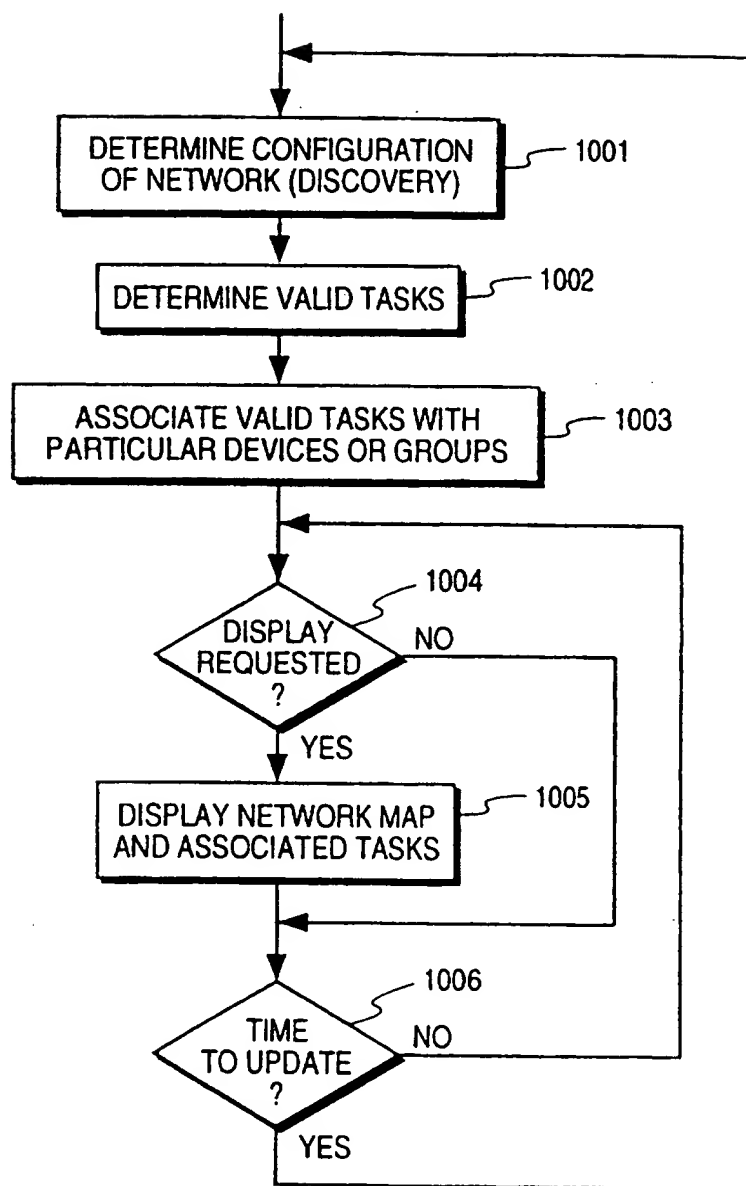 DETERMINE CONFIGURATION
OF NETWORK (DISCOVERY)
1001
DETERMINE VALID TASKS
1002
ASSOCIATE VALID TASKS WITH
PARTICULAR DEVICES OR GROUPS
1003
1004
DISPLAY
REQUESTED
?
NO
YES
DISPLAY NETWORK MAP
AND ASSOCIATED TASKS
1005
1006
TIME
TO UPDATE
?
NO
YES